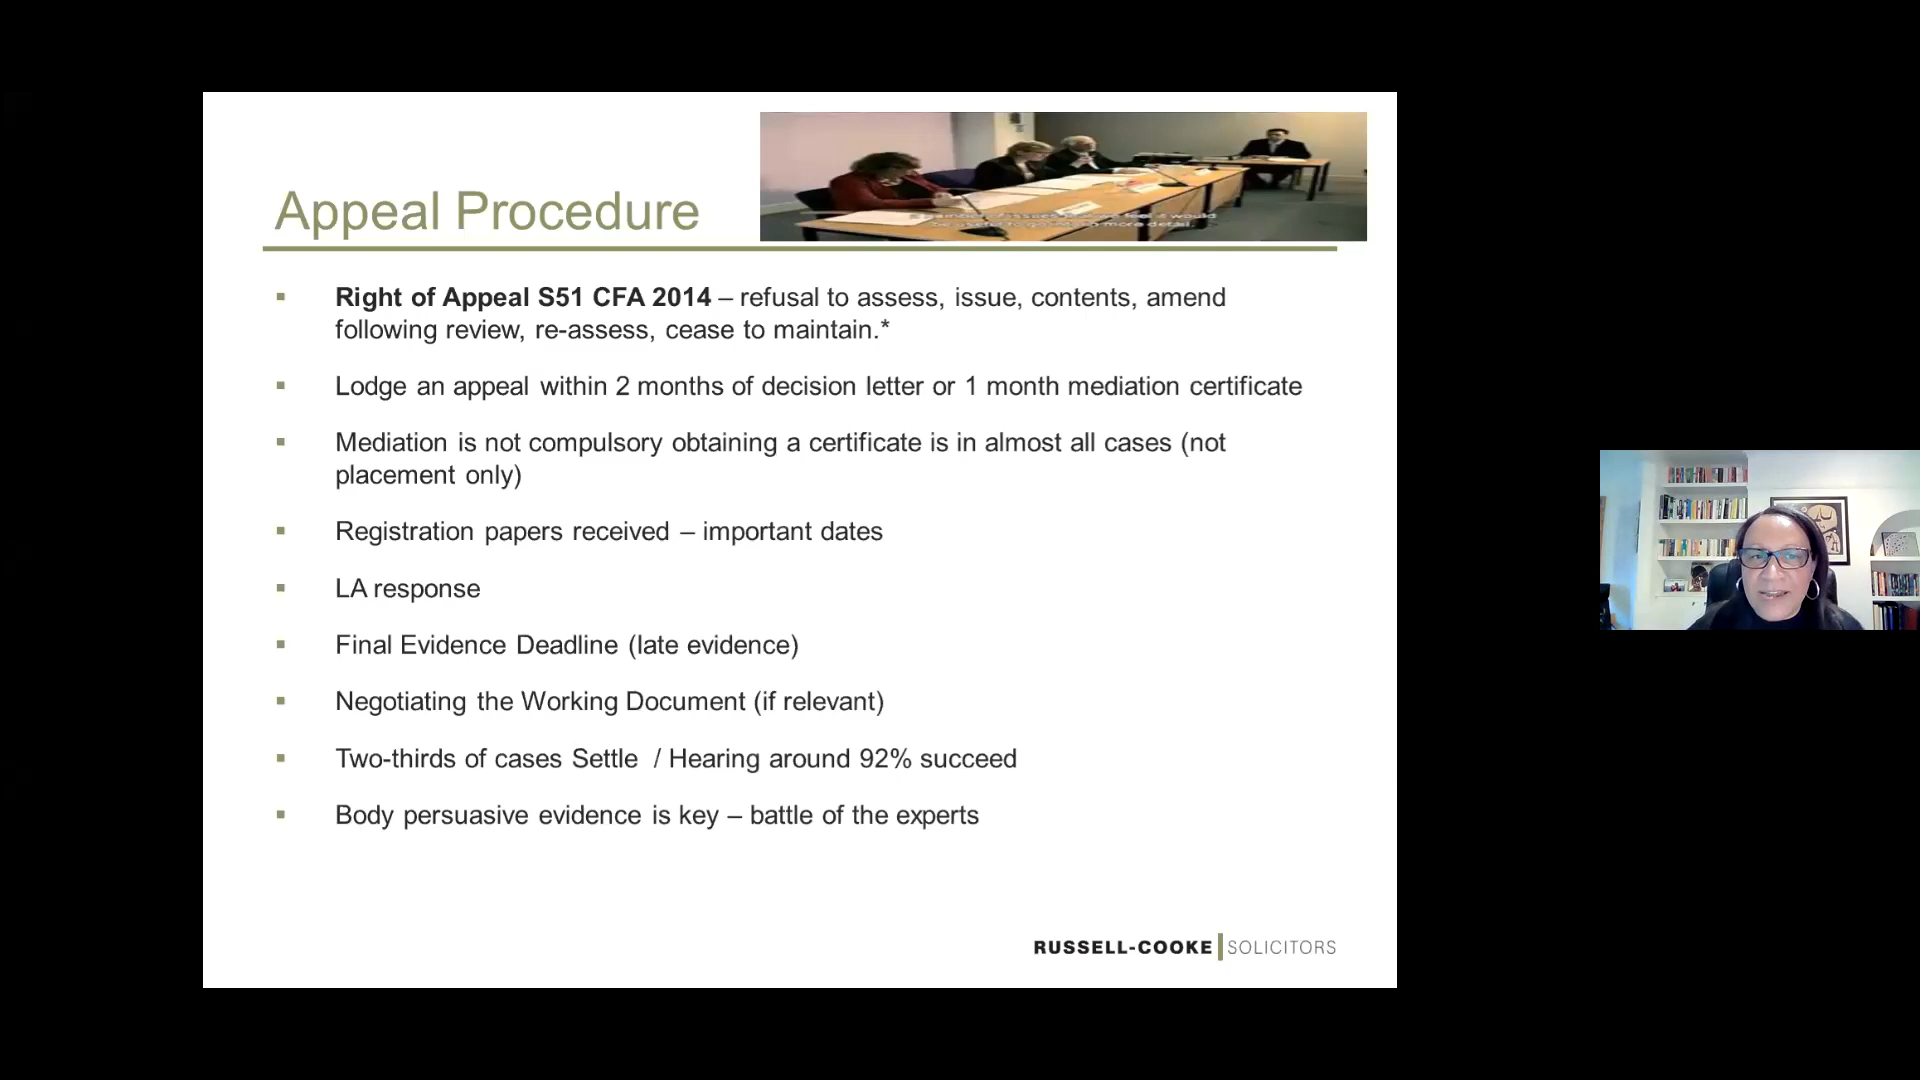 Appeal Procedure
Right of Appeal S51 CFA 2014 – refusal to assess, issue, contents, amend
following review, re-assess, cease to maintain.*
Lodge an appeal within 2 months of decision letter or 1 month mediation certificate
Mediation is not compulsory obtaining a certificate is in almost all cases (not
placement only)
Registration papers received – important dates
LA response
Final Evidence Deadline (late evidence)
Negotiating the Working Document (if relevant)
Two-thirds of cases Settle / Hearing around 92% succeed
Body persuasive evidence is key – battle of the experts
RUSSELL-COOKE SOLICITORS